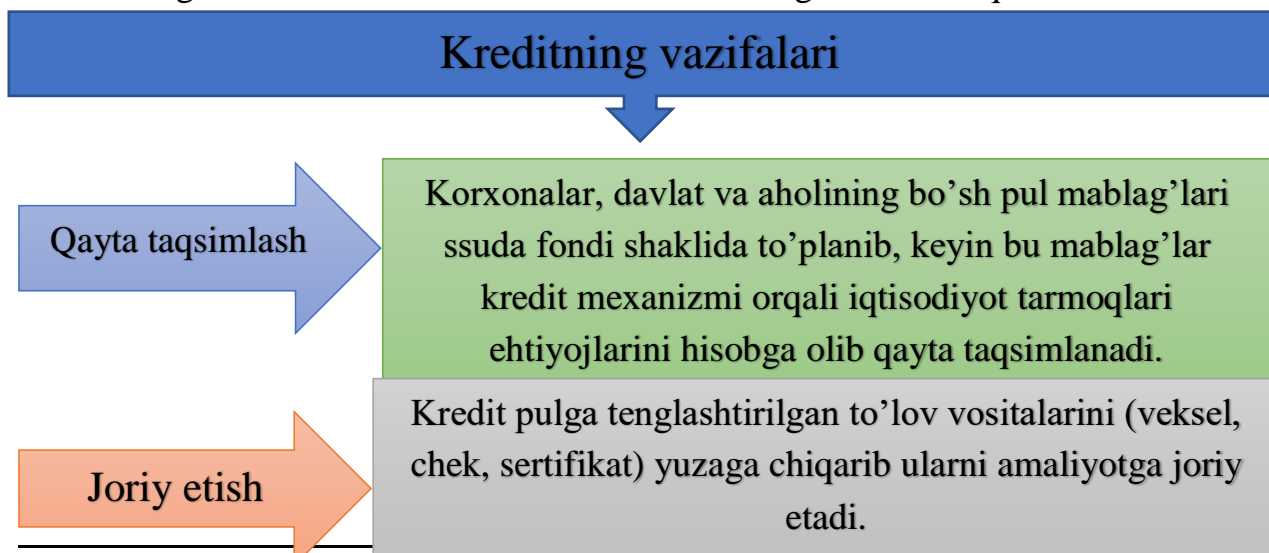 Kreditning vazifalari
Qayta taqsimlash
Korxonalar, davlat va aholining bo’sh pul mablag’lari
ssuda fondi shaklida to’planib, keyin bu mablag’lar
kredit mexanizmi orqali iqtisodiyot tarmoqlari
ehtiyojlarini hisobga olib qayta taqsimlanadi.
Joriy etish
Kredit pulga tenglashtirilgan to’lov vositalarini (veksel,
chek, sertifikat) yuzaga chiqarib ularni amaliyotga joriy
etadi.